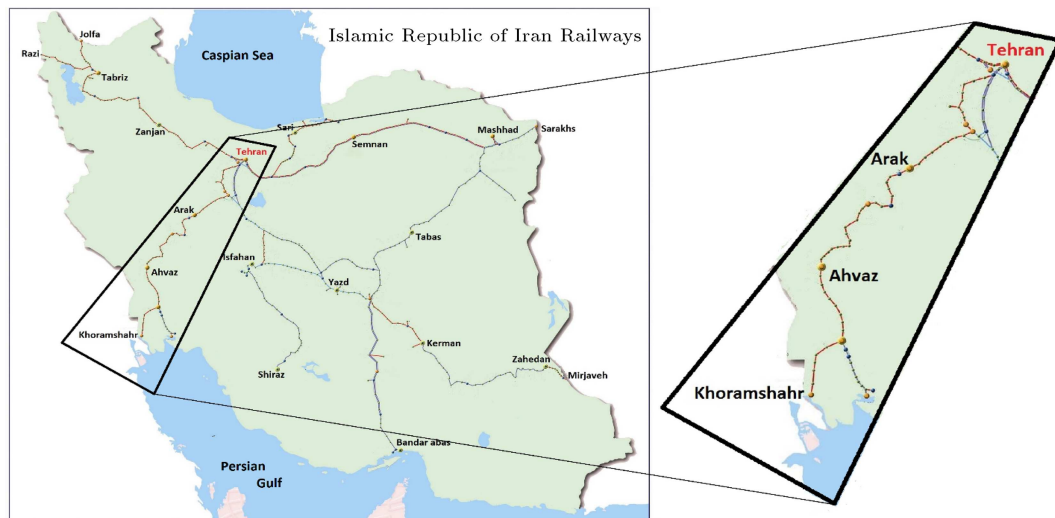 Islamic Republic of Iran Railways
Jolfa
Razi
Tabriz
Caspian Sea
Zanjan
Sari
Mashhad
Sarakhs
Semnan
Tehran
Arak
Tabas
Isfahan
Ahvaz
Yazd
Khoramshahr
Kerman
Shiraz
Zahedan
Mirjaveh
Bandar abas
Persian
Gulf
Tehran
Arak
Ahvaz
Khoramshahr